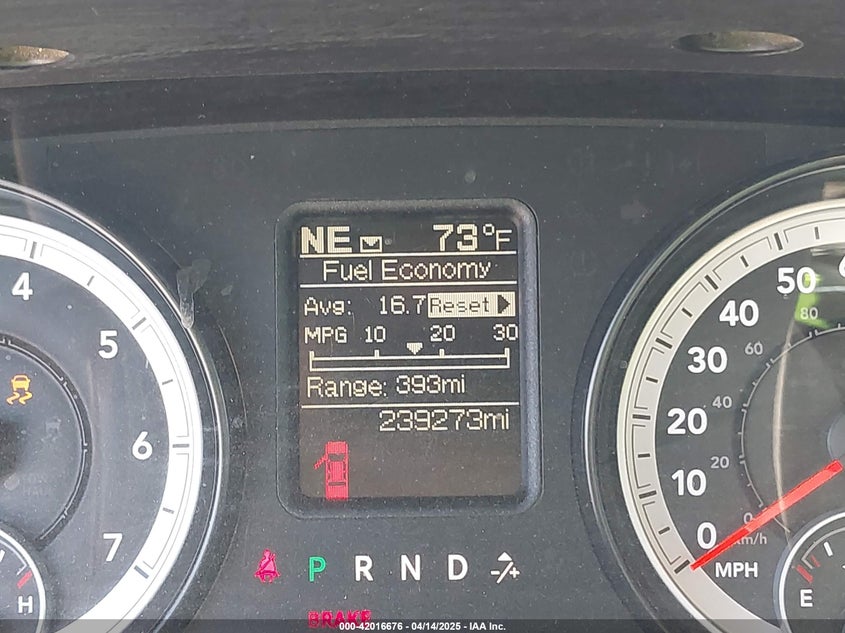 NE 73°F
Fuel Economy
Avg: 16.7 Reset
MPG 10 20 30
Range: 393mi
239273mi
4
5
6
7
H
P R N D
BRAKE
50
40
30
20
10
0
80
60
40
20
0
km/h
MPH
E
000-42016676 - 04/14/2025 - IAA Inc.